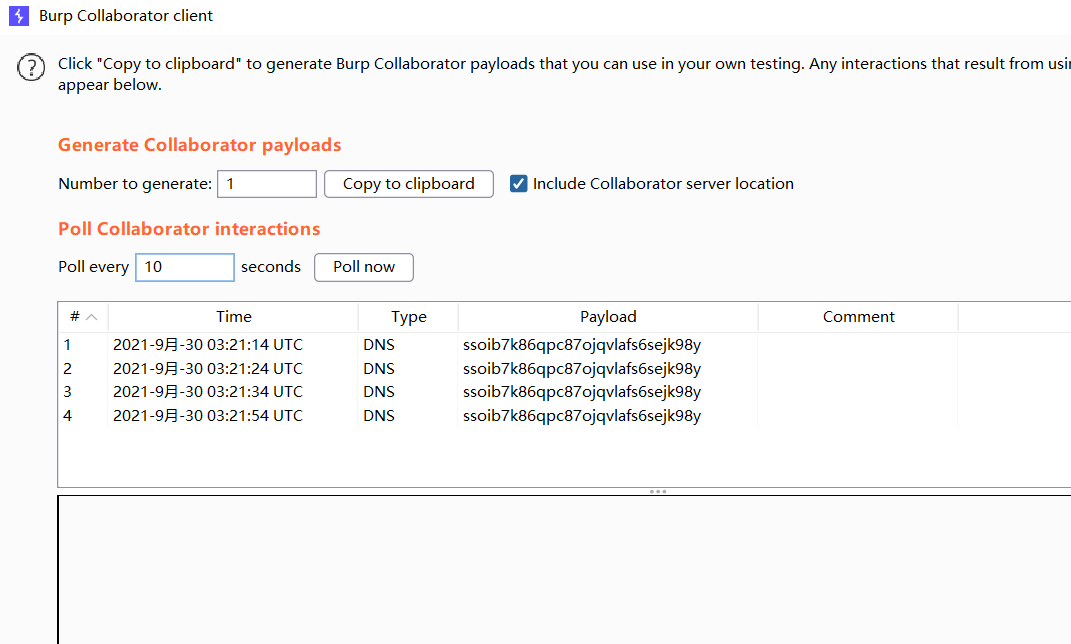 Burp Collaborator client
Click "Copy to clipboard" to generate Burp Collaborator payloads that you can use in your own testing. Any interactions that result from
appear below.
Generate Collaborator payloads
Number to generate: 1 Copy to clipboard Include Collaborator server location
Poll Collaborator interactions
Poll every 10 seconds Poll now
# Time Type Payload Comment
1 2021-9月-30 03:21:14 UTC DNS ssoib7k86qpc87ojqvlafs6sejk98y
2 2021-9月-30 03:21:24 UTC DNS ssoib7k86qpc87ojqvlafs6sejk98y
3 2021-9月-30 03:21:34 UTC DNS ssoib7k86qpc87ojqvlafs6sejk98y
4 2021-9月-30 03:21:54 UTC DNS ssoib7k86qpc87ojqvlafs6sejk98y